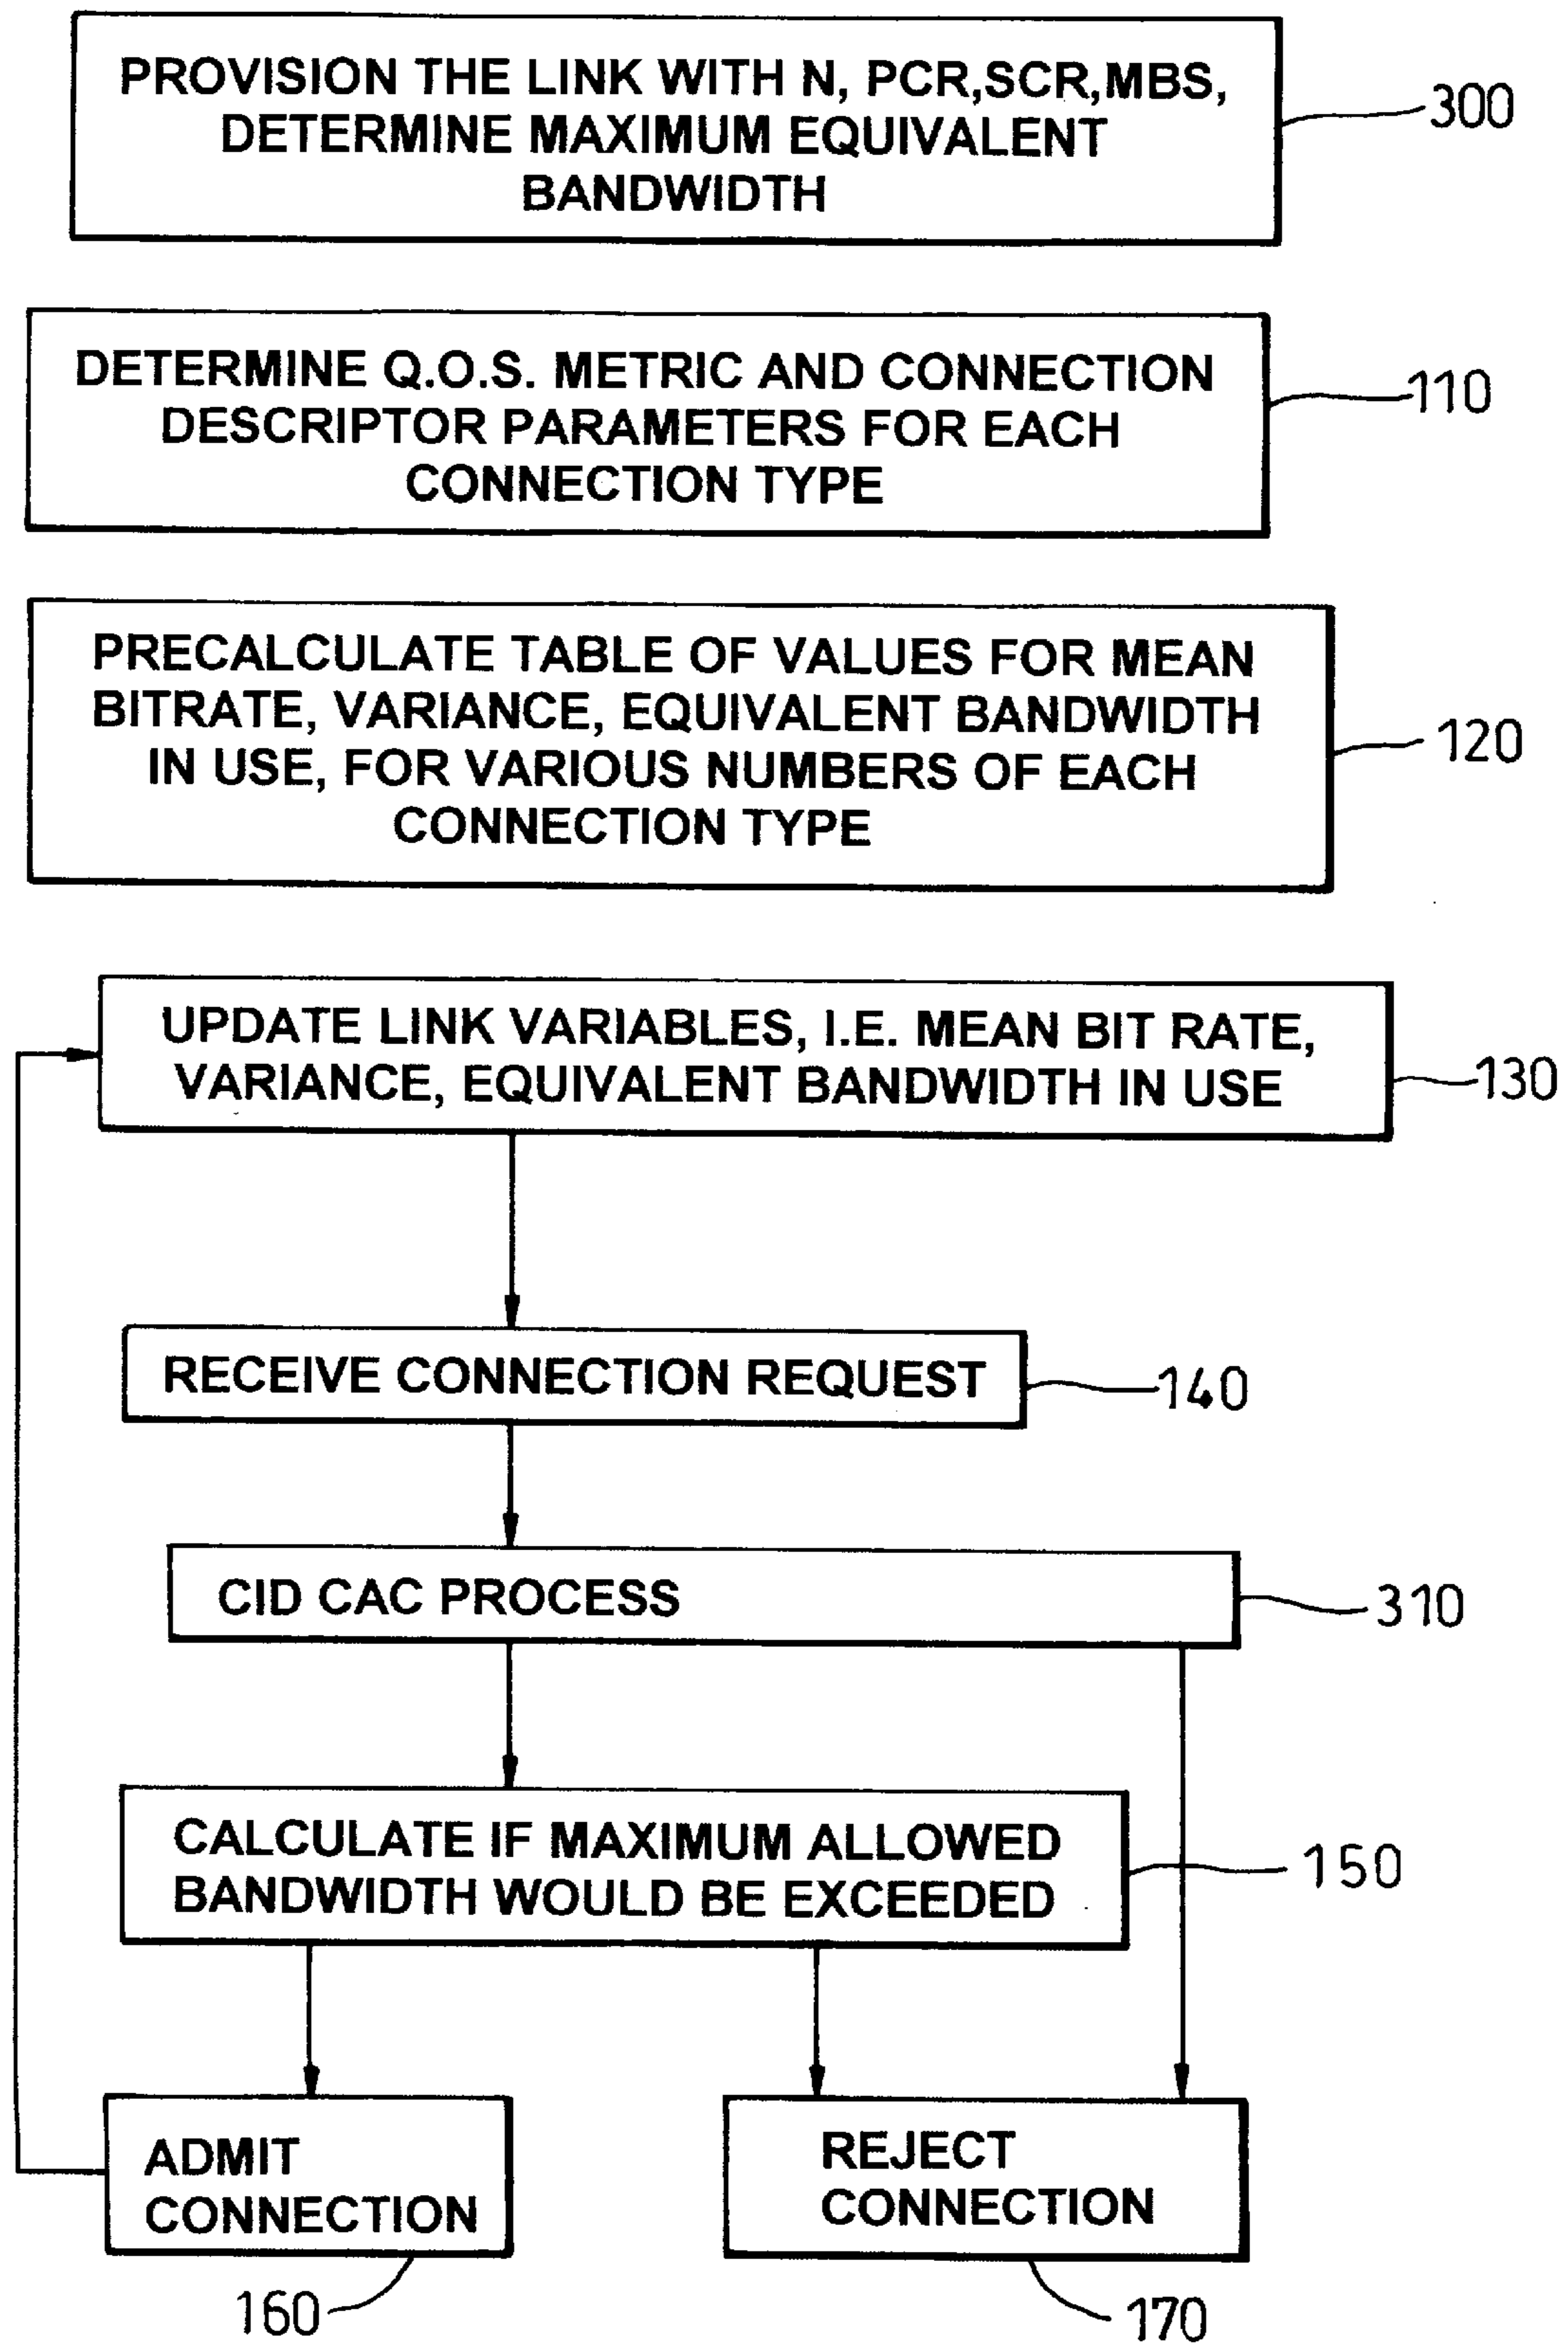 PROVISION THE LINK WITH N, PCR,SCR,MBS,
DETERMINE MAXIMUM EQUIVALENT
BANDWIDTH
300
DETERMINE Q.O.S. METRIC AND CONNECTION
DESCRIPTOR PARAMETERS FOR EACH
CONNECTION TYPE
110
PRECALCULATE TABLE OF VALUES FOR MEAN
BITRATE, VARIANCE, EQUIVALENT BANDWIDTH
IN USE, FOR VARIOUS NUMBERS OF EACH
CONNECTION TYPE
120
UPDATE LINK VARIABLES, I.E. MEAN BIT RATE,
VARIANCE, EQUIVALENT BANDWIDTH IN USE
130
RECEIVE CONNECTION REQUEST
140
CID CAC PROCESS
310
CALCULATE IF MAXIMUM ALLOWED
BANDWIDTH WOULD BE EXCEEDED
150
ADMIT
CONNECTION
160
REJECT
CONNECTION
170